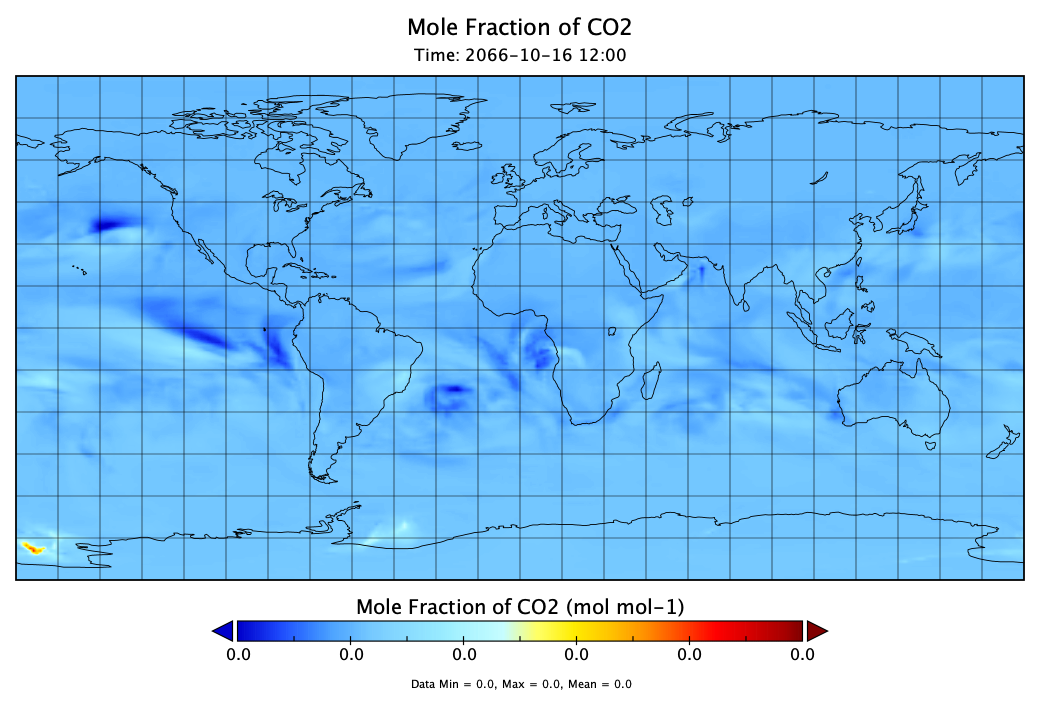 Mole Fraction of CO2
Time: 2066-10-16 12:00
Mole Fraction of CO2 (mol mol-1)
0.0 0.0 0.0 0.0 0.0 0.0
Data Min = 0.0, Max = 0.0, Mean = 0.0